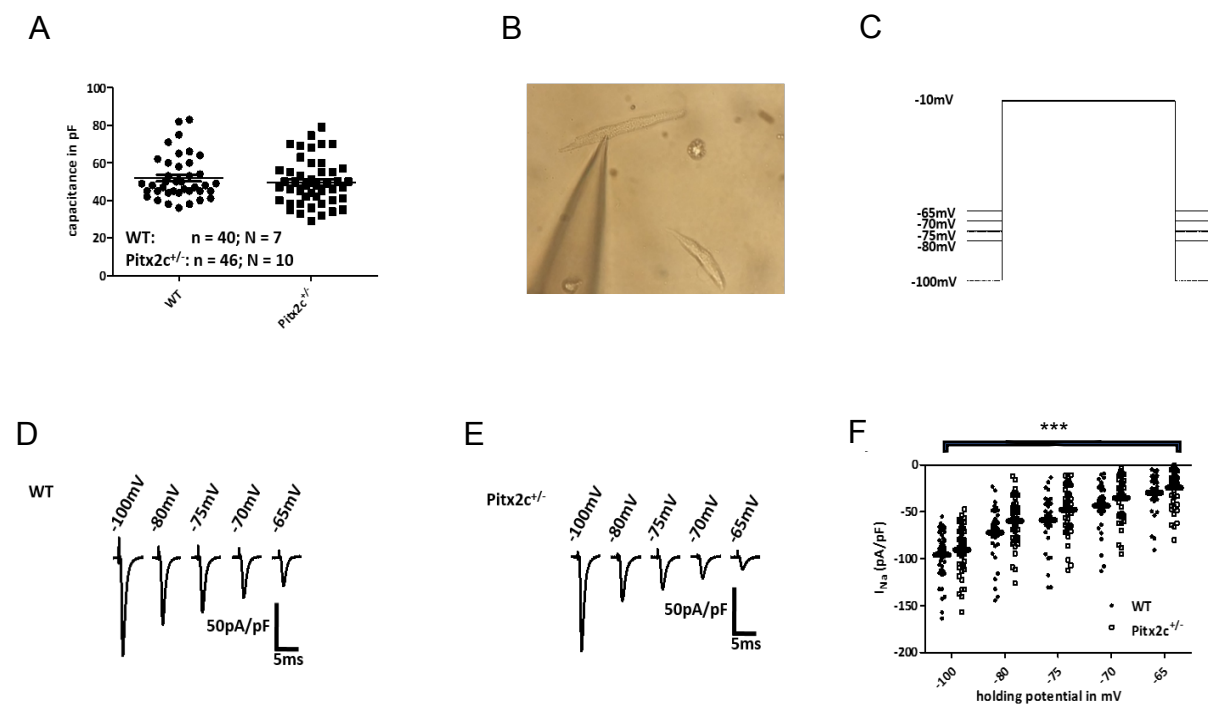 A
B
C
100
80
60
40
20
0
capacitance in pF
WT: n = 40; N = 7
Pitx2c+/-: n = 46; N = 10
WT
Pitx2c+/-
-10mV
-65mV
-70mV
-75mV
-80mV
-100mV
D
E
F
WT
-100mV
-80mV
-75mV
-70mV
-65mV
50pA/pF
5ms
Pitx2c+/-
-100mV
-80mV
-75mV
-70mV
-65mV
50pA/pF
5ms
***
0
-50
-100
-150
-200
INa (pA/pF)
WT
Pitx2c+/-
-100
-80
-75
-70
-65
holding potential in mV